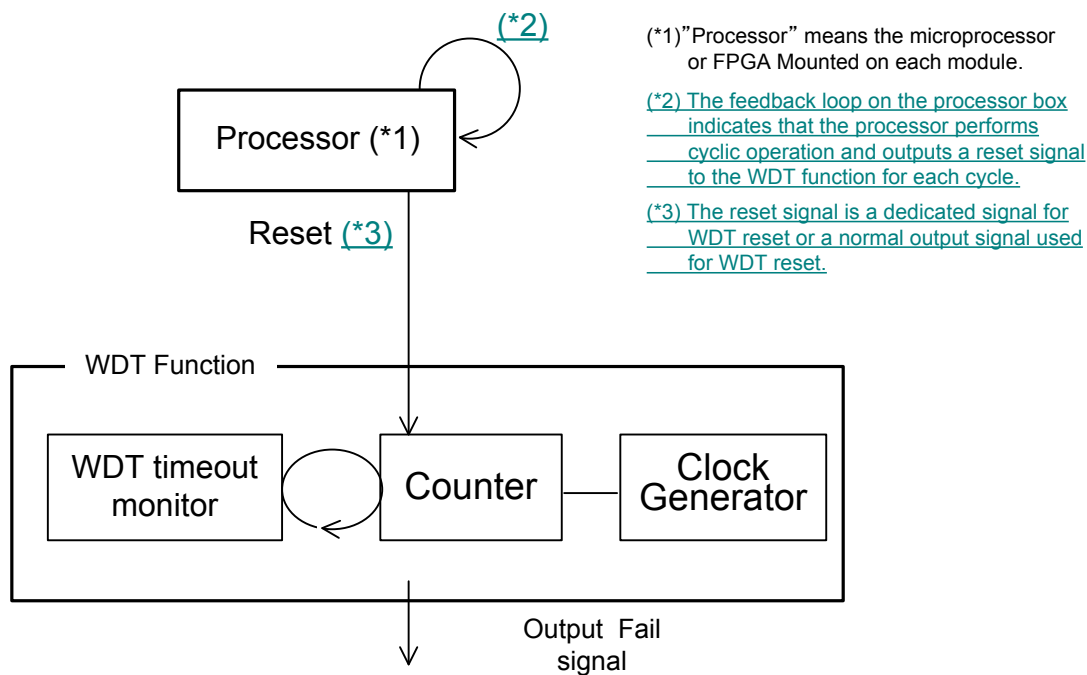 (*2)
Processor (*1)
Reset (*3)
(*1)”Processor” means the microprocessor
or FPGA Mounted on each module.
(*2) The feedback loop on the processor box
indicates that the processor performs
cyclic operation and outputs a reset signal
to the WDT function for each cycle.
(*3) The reset signal is a dedicated signal for
WDT reset or a normal output signal used
for WDT reset.
WDT Function
WDT timeout
monitor
Counter
Clock
Generator
Output Fail
signal